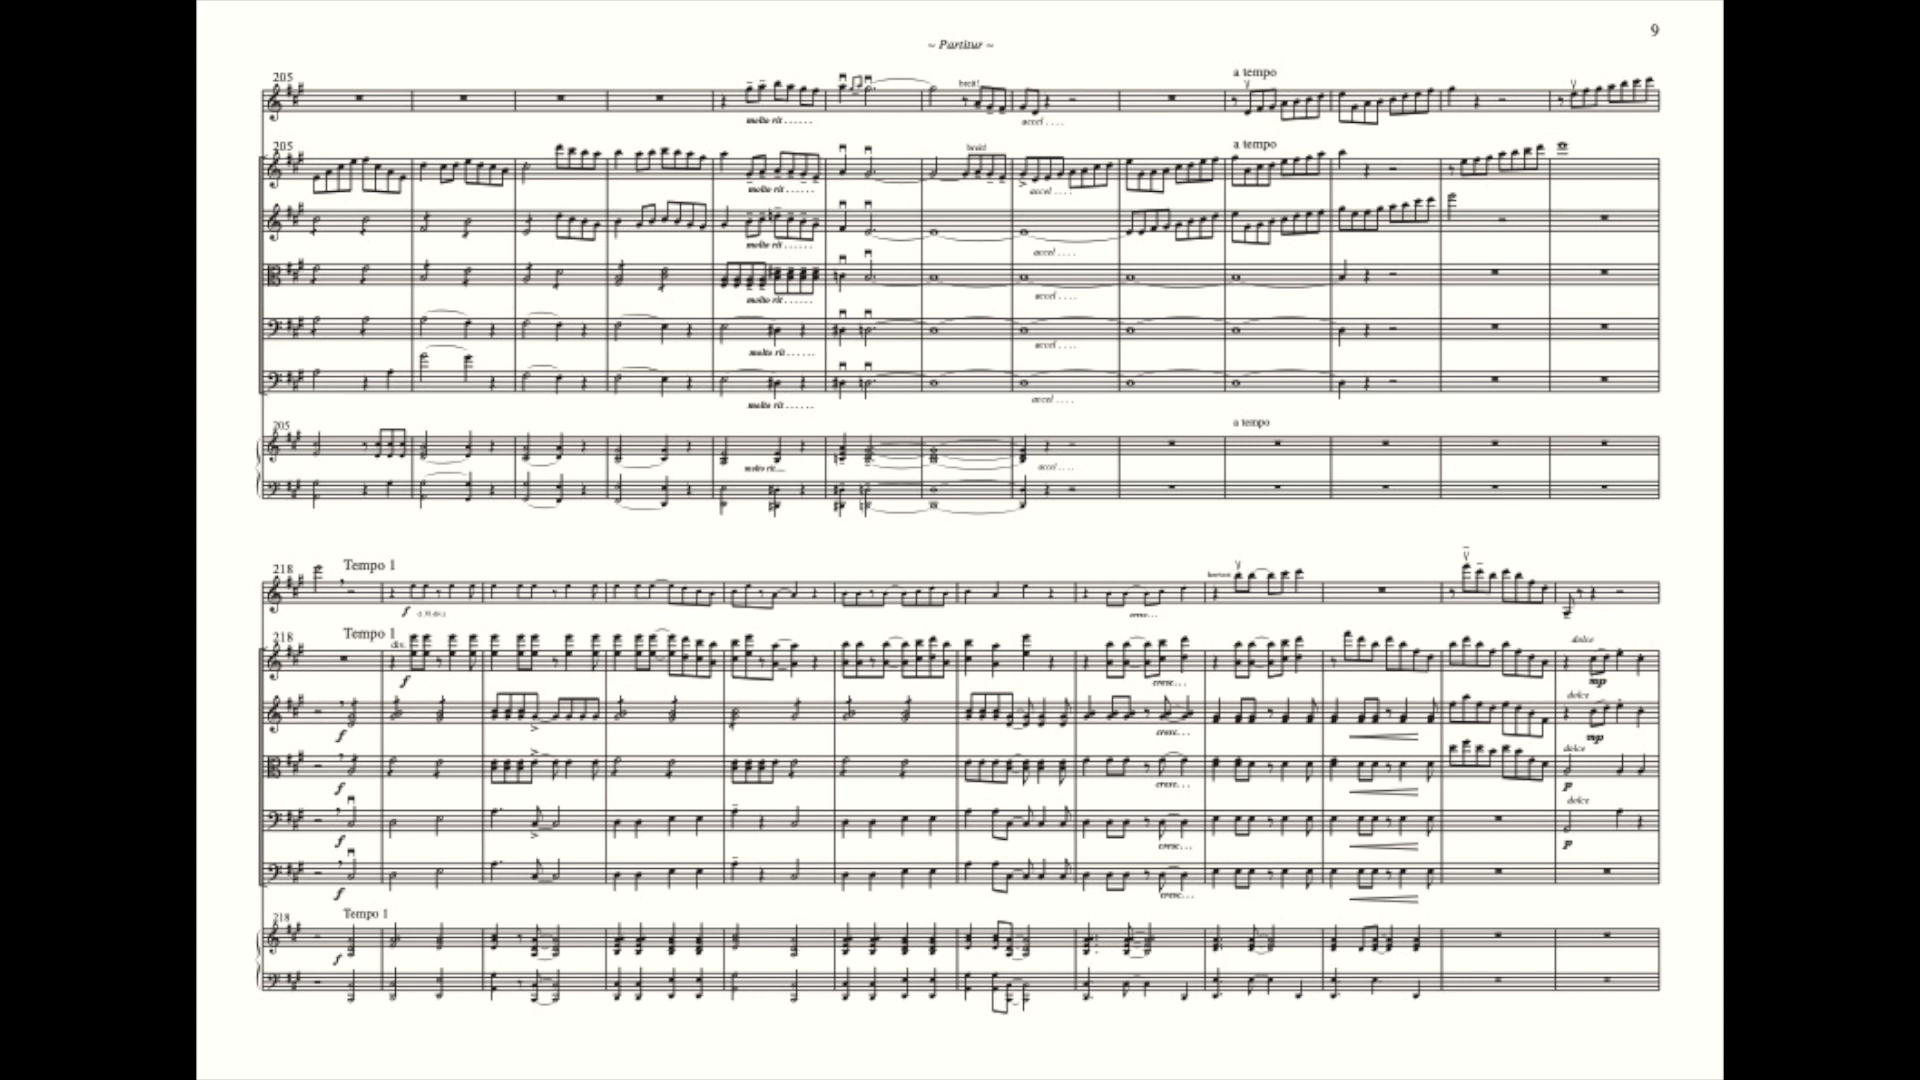 9
~ Partitur ~
205
a tempo
breit!
molto rit . . . . . .
accel . . . .
205
a tempo
breit!
molto rit . . . . . .
accel . . . .
molto rit . . . . . .
accel . . . .
molto rit . . . . . .
accel . . . .
molto rit . . . . . .
accel . . . .
molto rit . . . . . .
accel . . . .
205
a tempo
molto rit....
accel . . . .
218
Tempo 1
f
cresc...
218
Tempo 1
div.
dolce
f
cresc...
mp
dolce
f
cresc...
mp
dolce
f
cresc...
p
dolce
f
cresc...
p
f
cresc...
218
Tempo 1
f